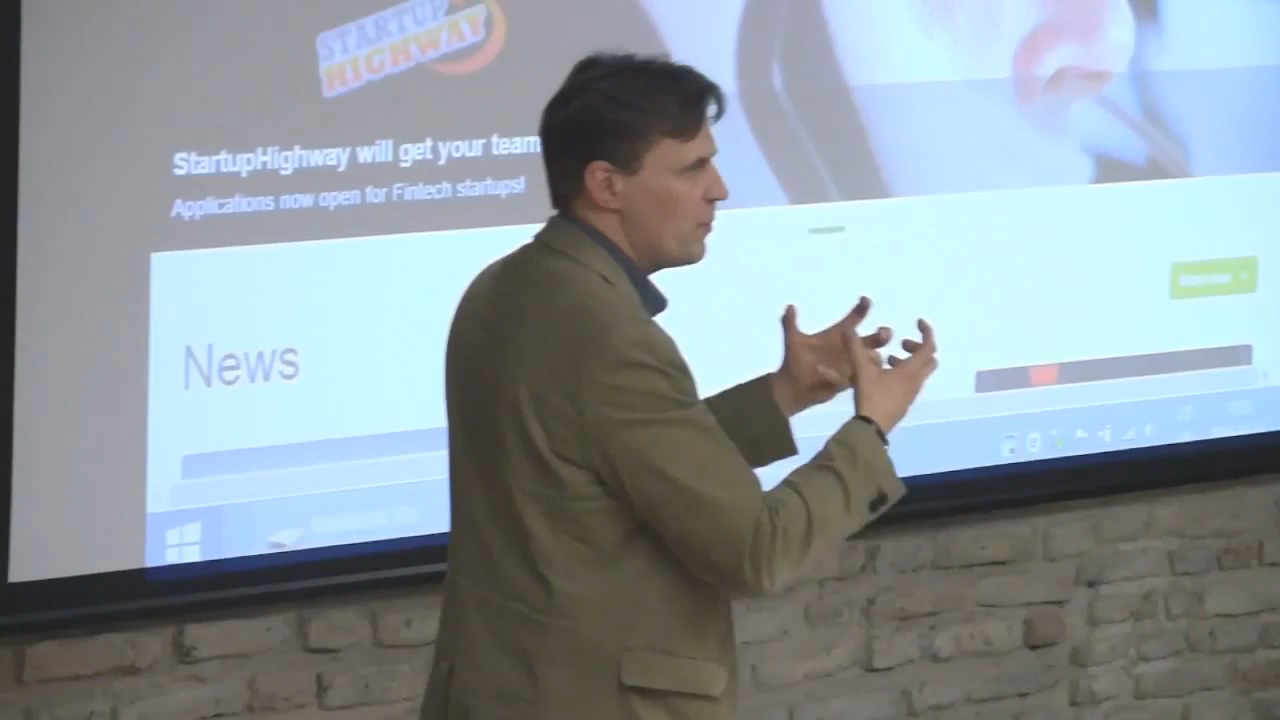 STARTUP
HIGHWAY
StartupHighway will get your team
Applications now open for Fintech startups!
News